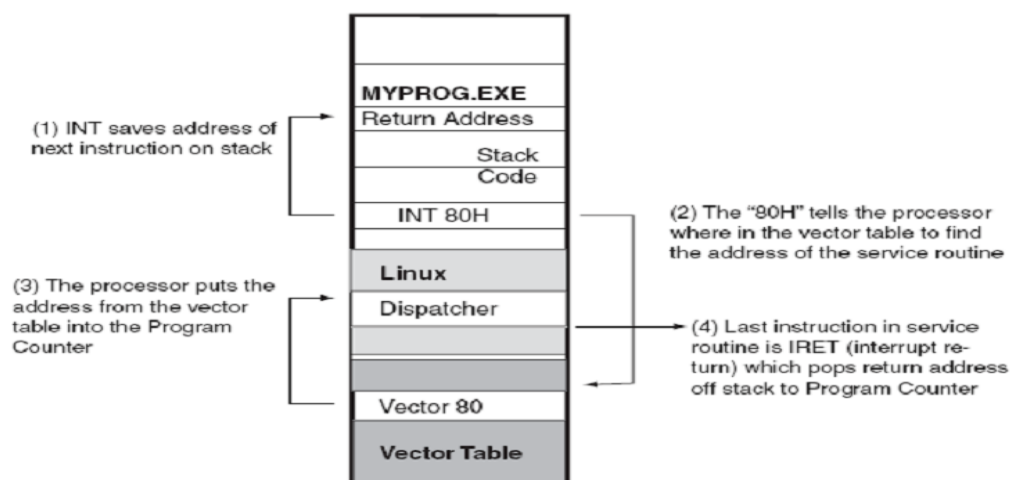 MYPROG.EXE
Return Address
(1) INT saves address of
next instruction on stack
Stack
Code
INT 80H
(2) The “80H” tells the processor
where in the vector table to find
the address of the service routine
Linux
(3) The processor puts the
address from the vector
table into the Program
Counter
Dispatcher
(4) Last instruction in service
routine is IRET (interrupt re-
turn) which pops return address
off stack to Program Counter
Vector 80
Vector Table